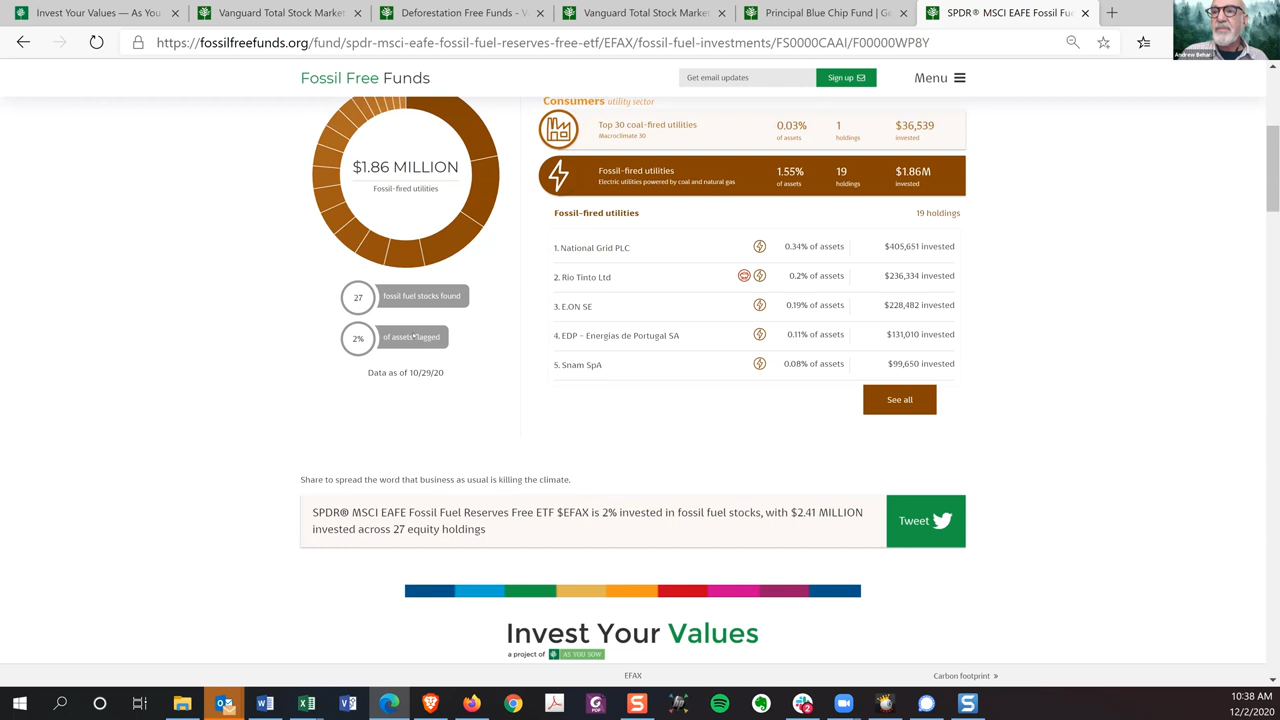 Invest Your Values — As You
Vanguard Total Stock Market
Deforestation Free Funds - V
Vanguard Total Stock Market
Principal Blue Chip Fund | Ge
SPDR® MSCI EAFE Fossil Fu
https://fossilfreefunds.org/fund/spdr-msci-eafe-fossil-fuel-reserves-free-etf/EFAX/fossil-fuel-investments/FS0000CAAI/F00000WP8Y
Andrew Behar
Fossil Free Funds
Get email updates
Sign up
Menu
Consumers utility sector
Top 30 coal-fired utilities
Macroclimate 30
0.03%
of assets
1
holdings
$36,539
invested
$1.86 MILLION
Fossil-fired utilities
Fossil-fired utilities
Electric utilities powered by coal and natural gas
1.55%
of assets
19
holdings
$1.86M
invested
Fossil-fired utilities
19 holdings
1. National Grid PLC
0.34% of assets
$405,651 invested
2. Rio Tinto Ltd
0.2% of assets
$236,334 invested
3. E.ON SE
0.19% of assets
$228,482 invested
4. EDP - Energias de Portugal SA
0.11% of assets
$131,010 invested
5. Snam SpA
0.08% of assets
$99,650 invested
See all
27
fossil fuel stocks found
2%
of assets flagged
Data as of 10/29/20
Share to spread the word that business as usual is killing the climate.
SPDR® MSCI EAFE Fossil Fuel Reserves Free ETF $EFAX is 2% invested in fossil fuel stocks, with $2.41 MILLION
invested across 27 equity holdings
Tweet
Invest Your Values
a project of AS YOU SOW
EFAX
Carbon footprint »
10:38 AM
12/2/2020